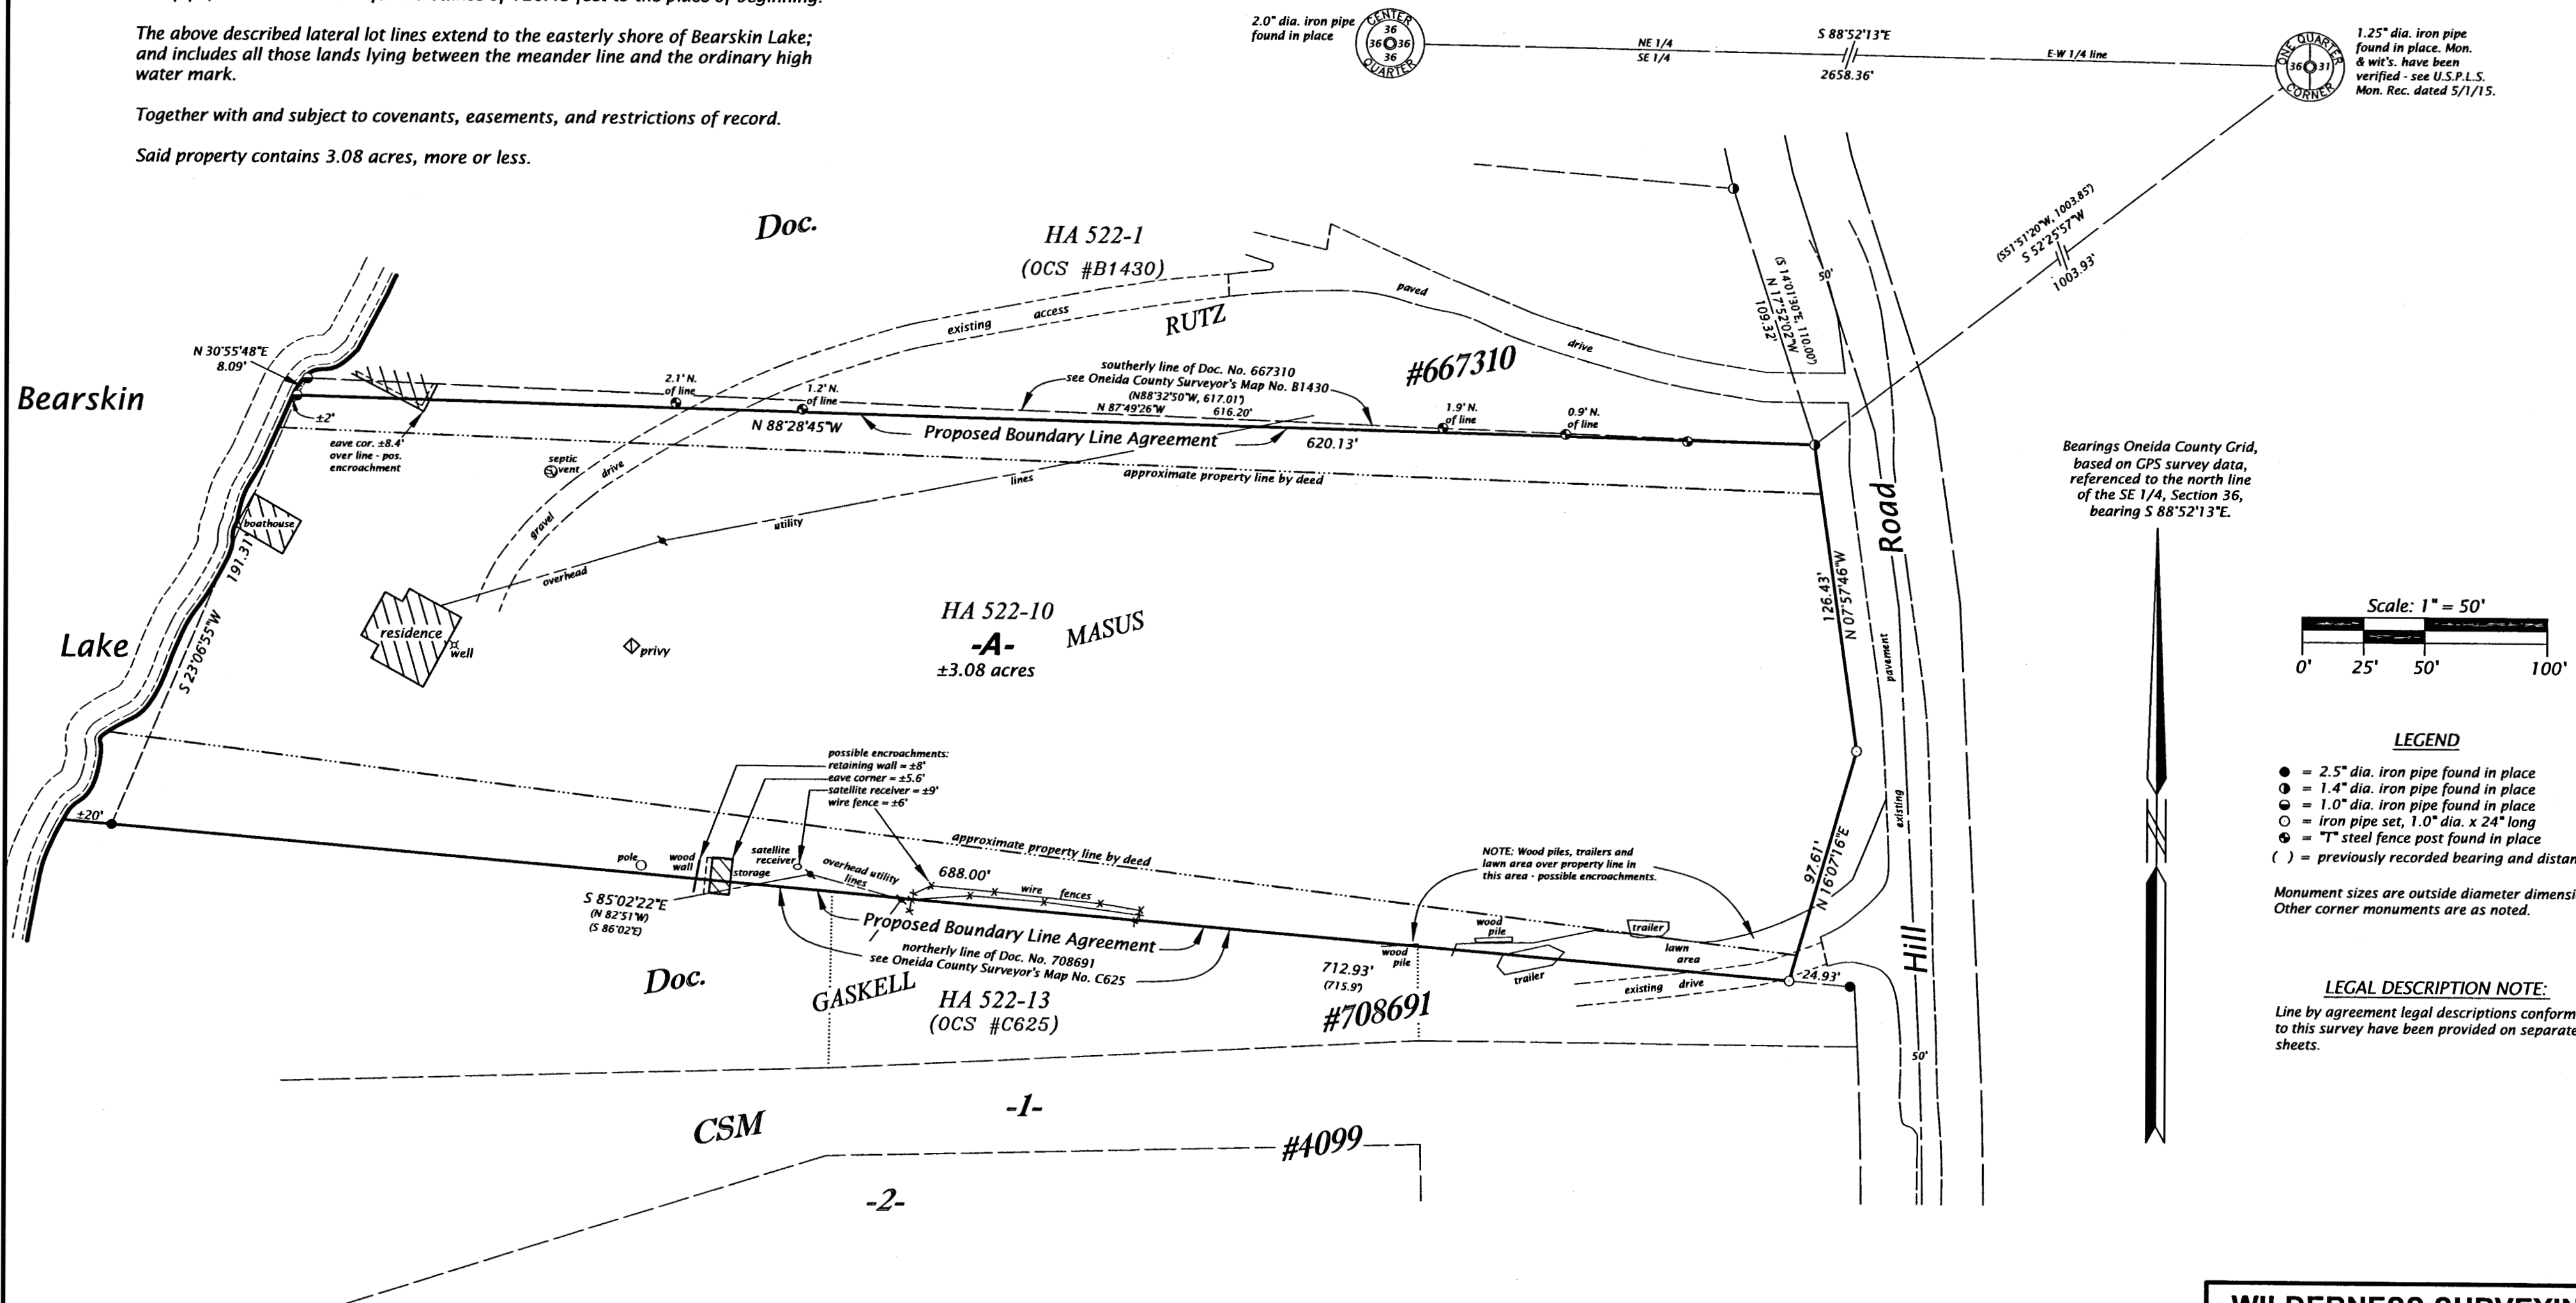 The above described lateral lot lines extend to the easterly shore of Bearskin Lake;
and includes all those lands lying between the meander line and the ordinary high
water mark.
Together with and subject to covenants, easements, and restrictions of record.
Said property contains 3.08 acres, more or less.
2.0" dia. iron pipe
found in place
CENTER
36
36 36
36
QUARTER
NE 1/4
SE 1/4
S 88°52'13"E
2658.36'
E-W 1/4 line
ONE QUARTER
36 31
CORNER
1.25" dia. iron pipe
found in place. Mon.
& wit's. have been
verified - see U.S.P.L.S.
Mon. Rec. dated 5/1/15.
(S51°51'20"W, 1003.85')
S 52°25'57"W
1003.93'
Doc.
HA 522-1
(OCS #B1430)
RUTZ
#667310
existing access
paved
drive
50'
(S 14°01'30"E, 110.00')
N 17°52'02"W
109.32'
N 30°55'48"E
8.09'
Bearskin
Lake
±2'
eave cor. ±8.4'
over line - pos.
encroachment
2.1' N.
of line
1.2' N.
of line
southerly line of Doc. No. 667310
see Oneida County Surveyor's Map No. B1430
(N88°32'50"W, 617.01')
N 87°49'26"W 616.20'
1.9' N.
of line
0.9' N.
of line
N 88°28'45"W
Proposed Boundary Line Agreement
620.13'
approximate property line by deed
septic
vent
gravel
drive
overhead
utility
lines
boathouse
191.31'
S 23°06'55"W
residence
well
privy
HA 522-10
-A-
±3.08 acres
MASUS
126.43'
N 07°57'46"W
Road
pavement
existing
Hill
Bearings Oneida County Grid,
based on GPS survey data,
referenced to the north line
of the SE 1/4, Section 36,
bearing S 88°52'13"E.
Scale: 1" = 50'
0' 25' 50' 100'
LEGEND
= 2.5" dia. iron pipe found in place
= 1.4" dia. iron pipe found in place
= 1.0" dia. iron pipe found in place
= iron pipe set, 1.0" dia. x 24" long
= "T" steel fence post found in place
( ) = previously recorded bearing and distan
Monument sizes are outside diameter dimensi
Other corner monuments are as noted.
LEGAL DESCRIPTION NOTE:
Line by agreement legal descriptions conform
to this survey have been provided on separate
sheets.
possible encroachments:
retaining wall = ±8'
eave corner = ±5.6'
satellite receiver = ±9'
wire fence = ±6'
±20'
pole
wood
wall
storage
satellite
receiver
overhead utility
lines
688.00'
wire fences
approximate property line by deed
NOTE: Wood piles, trailers and
lawn area over property line in
this area - possible encroachments.
97.61'
N 16°07'16"E
S 85°02'22"E
(N 82°51'W)
(S 86°02'E)
Proposed Boundary Line Agreement
northerly line of Doc. No. 708691
see Oneida County Surveyor's Map No. C625
wood
pile
trailer
wood
pile
trailer
lawn
area
existing drive
24.93'
712.93'
(715.9')
Doc.
GASKELL
HA 522-13
(OCS #C625)
#708691
50'
CSM
-1-
#4099
-2-
WILDERNESS SURVEYIN